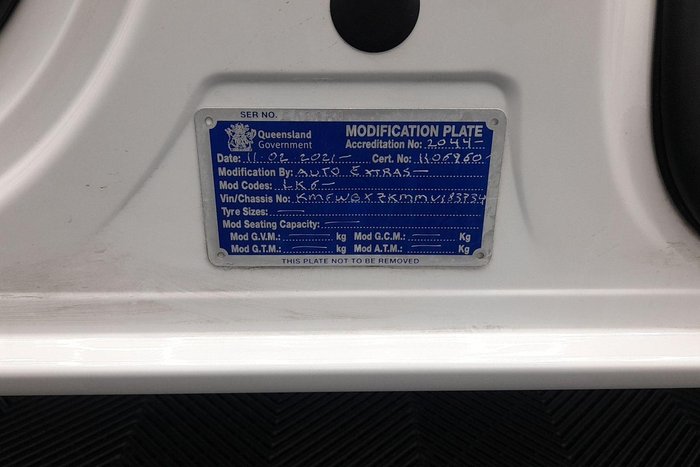 SER NO.
Queensland Government
MODIFICATION PLATE
Accreditation No: 2044-
Date: 11-02 2021- Cert. No: 1106960-
Modification By: AUTO EXTRAS-
Mod Codes: LK6-
Vin/Chassis No:
Tyre Sizes: —
Mod Seating Capacity: —
Mod G.V.M.: — kg Mod G.C.M.: — Kg
Mod G.T.M.: — kg Mod A.T.M.: — Kg
THIS PLATE NOT TO BE REMOVED